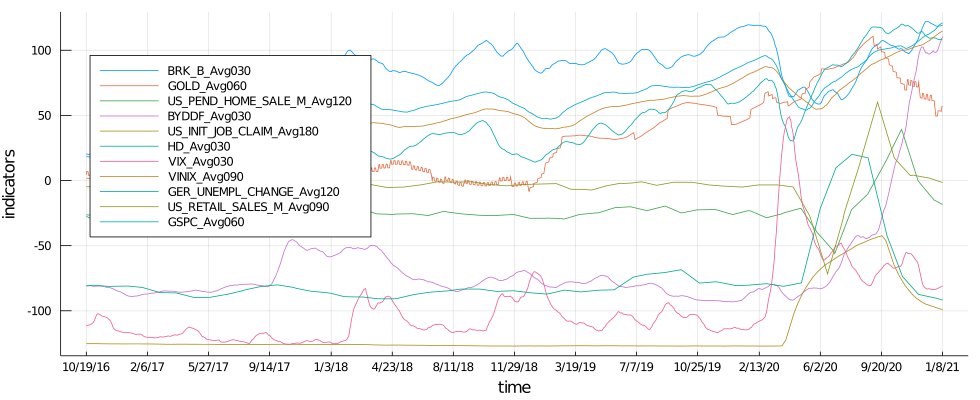 100
50
0
-50
-100
indicators
BRK_B_Avg030
GOLD_Avg060
US_PEND_HOME_SALE_M_Avg120
BYDDF_Avg030
US_INIT_JOB_CLAIM_Avg180
HD_Avg030
VIX_Avg030
VINIX_Avg090
GER_UNEMPL_CHANGE_Avg120
US_RETAIL_SALES_M_Avg090
GSPC_Avg060
10/19/16 2/6/17 5/27/17 9/14/17 1/3/18 4/23/18 8/11/18 11/29/18 3/19/19 7/7/19 10/25/19 2/13/20 6/2/20 9/20/20 1/8/21
time